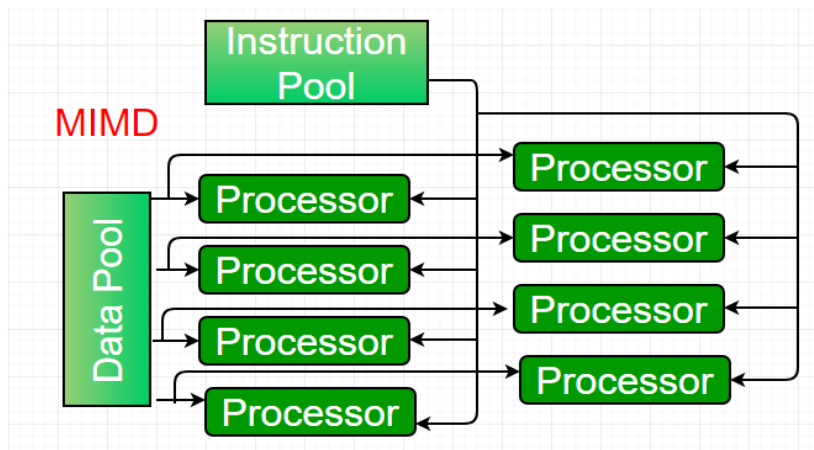 Instruction
Pool
MIMD
Processor
Processor
Processor
Processor
Data Pool
Processor
Processor
Processor
Processor